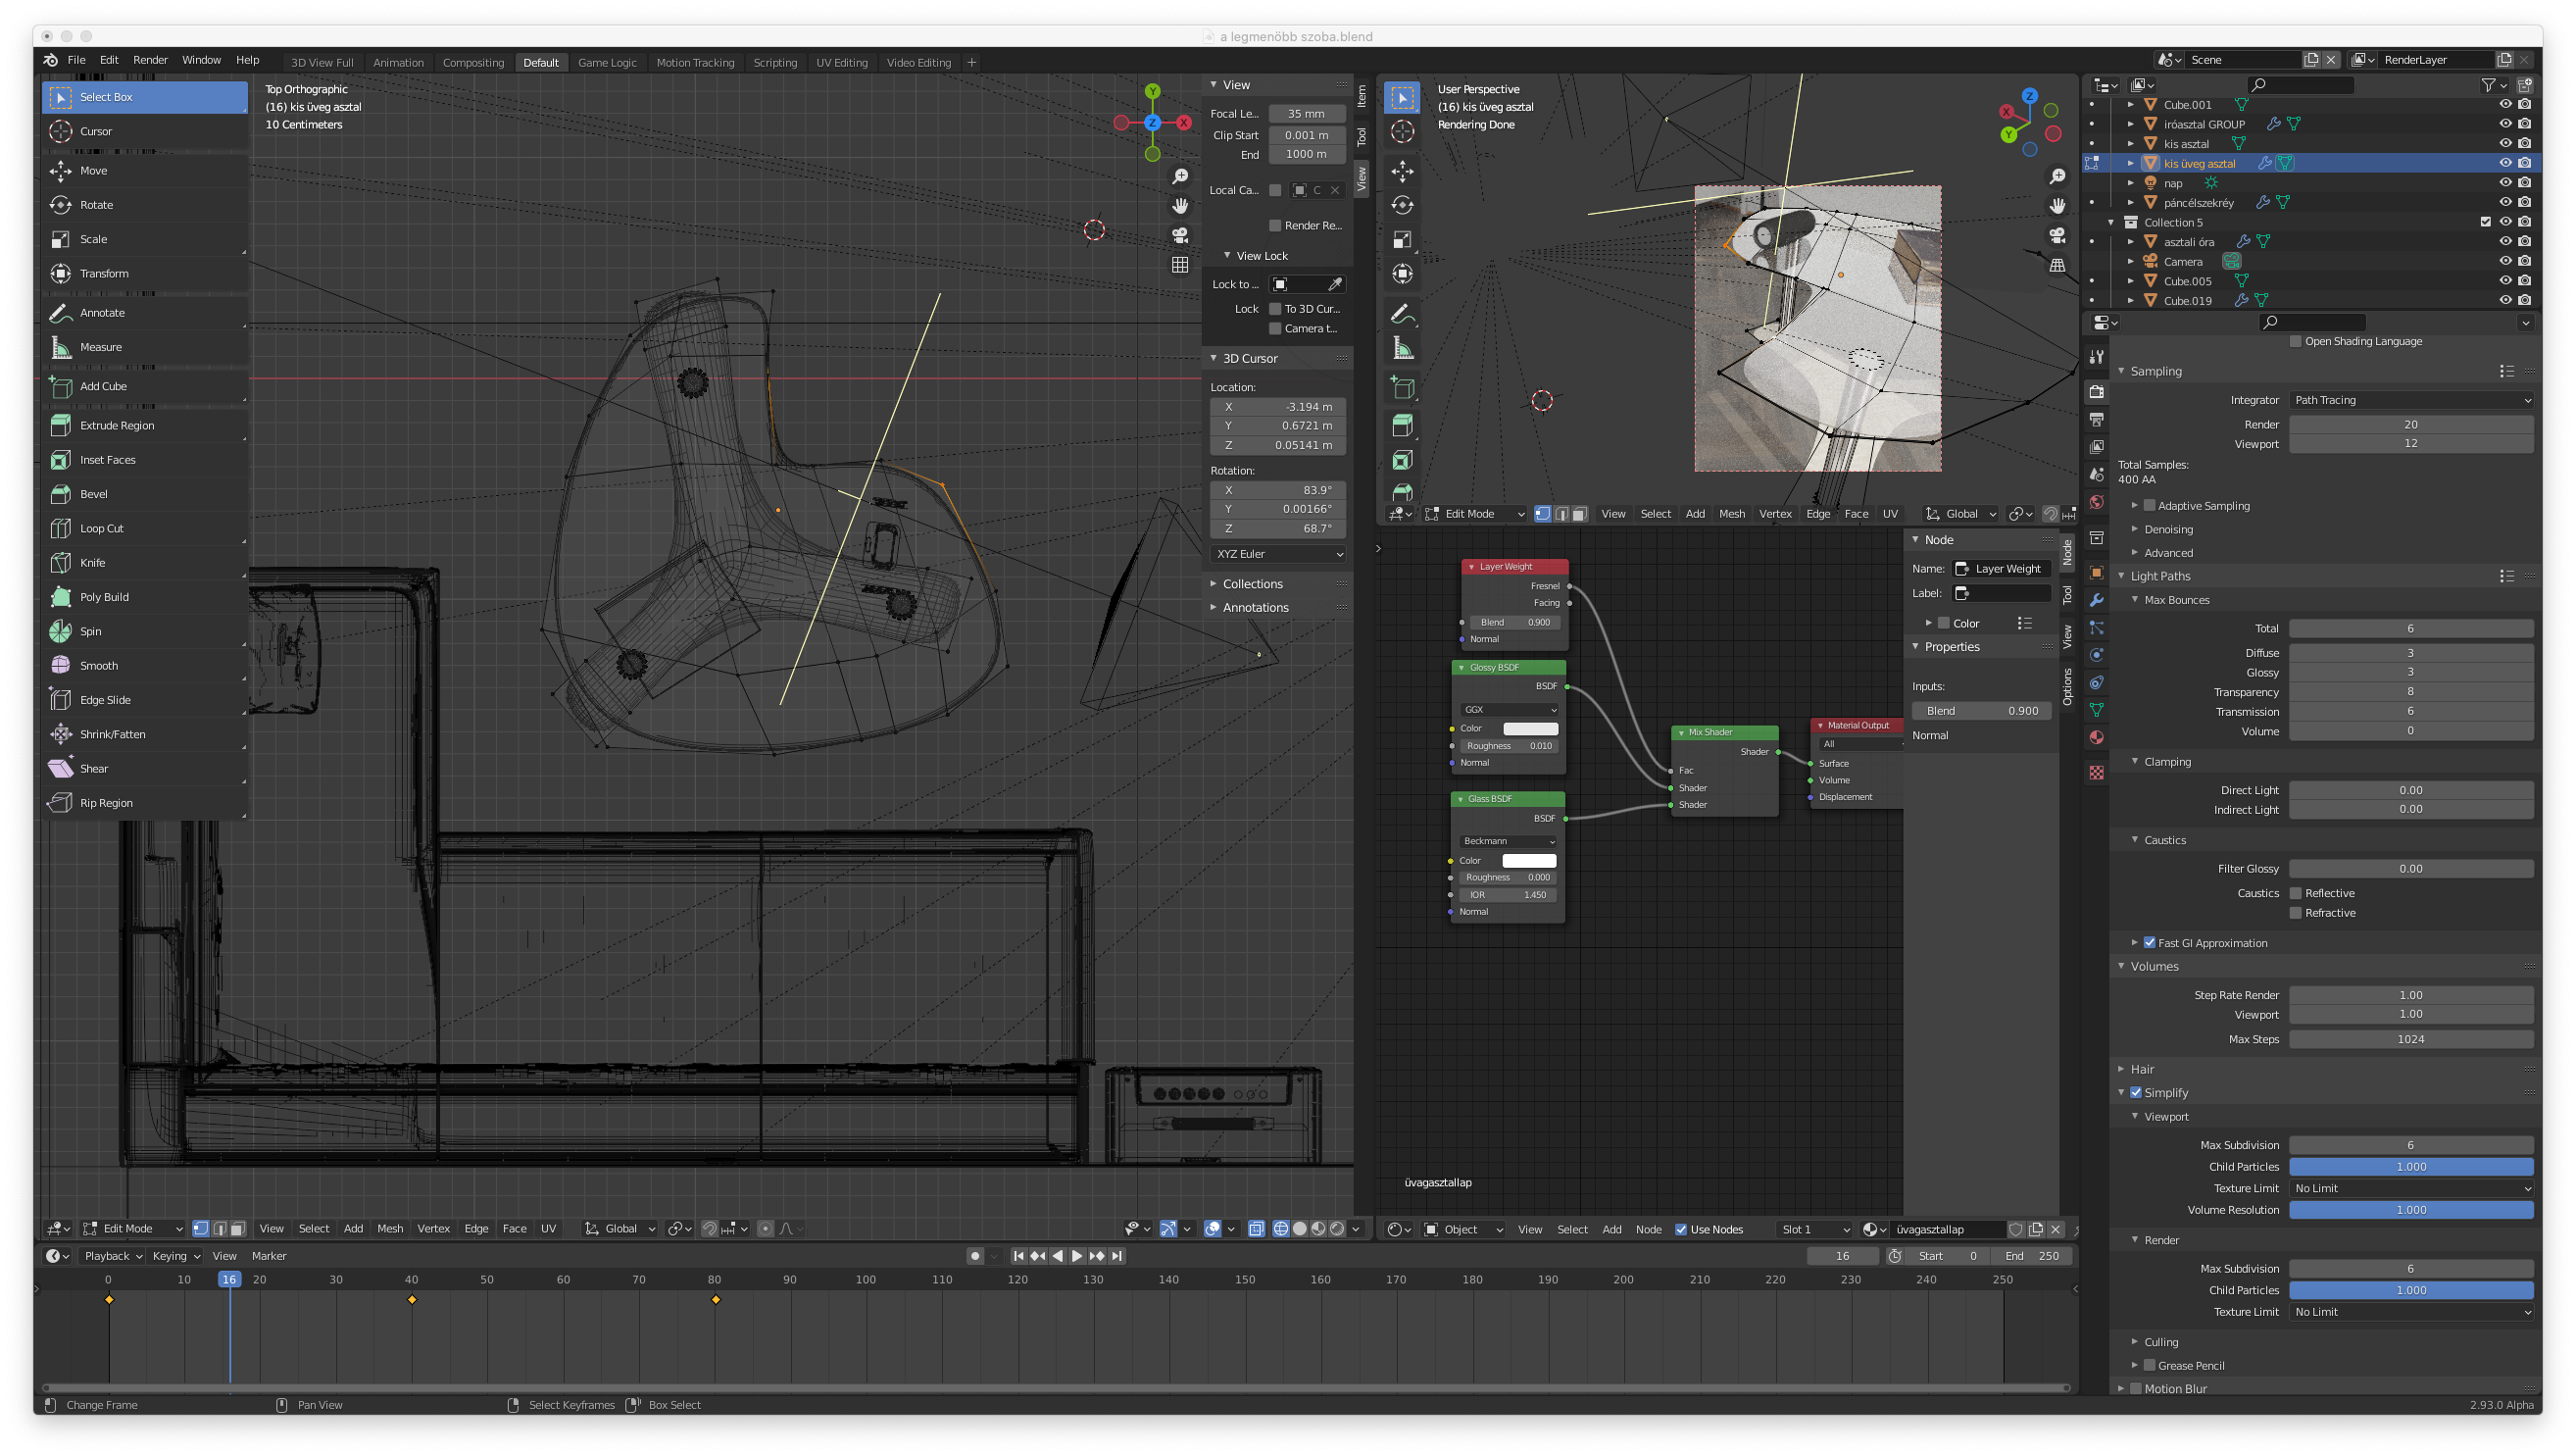 a legmenöbb szoba.blend
File Edit Render Window Help
3D View Full Animation Compositing Default Game Logic Motion Tracking Scripting UV Editing Video Editing +
Scene
RenderLayer
Select Box
Cursor
Move
Rotate
Scale
Transform
Annotate
Measure
Add Cube
Extrude Region
Inset Faces
Bevel
Loop Cut
Knife
Poly Build
Spin
Smooth
Edge Slide
Shrink/Fatten
Shear
Rip Region
Top Orthographic
(16) kis üveg asztal
10 Centimeters
Y
Z
X
View
Focal Le... 35 mm
Clip Start 0.001 m
End 1000 m
Local Ca... C
Render Re...
View Lock
Lock to ...
Lock To 3D Cur...
Camera t...
3D Cursor
Location:
X -3.194 m
Y 0.6721 m
Z 0.05141 m
Rotation:
X 83.9°
Y 0.00166°
Z 68.7°
XYZ Euler
Collections
Annotations
Item
Tool
View
Edit Mode View Select Add Mesh Vertex Edge Face UV Global
User Perspective
(16) kis üveg asztal
Rendering Done
Z
X
Y
Edit Mode View Select Add Mesh Vertex Edge Face UV Global
Layer Weight
Fresnel
Facing
Blend 0.900
Normal
Glossy BSDF
BSDF
GGX
Color
Roughness 0.010
Normal
Glass BSDF
BSDF
Beckmann
Color
Roughness 0.000
IOR 1.450
Normal
Mix Shader
Shader
Fac
Shader
Shader
Material Output
All
Surface
Volume
Displacement
üvagasztallap
Node
Name: Layer Weight
Label:
Color
Properties
Inputs:
Blend 0.900
Normal
Node
Tool
View
Options
Object View Select Add Node Use Nodes Slot 1 üvagasztallap
Cube.001
iróasztal GROUP
kis asztal
kis üveg asztal
nap
páncélszekréy
Collection 5
asztali óra
Camera
Cube.005
Cube.019
Open Shading Language
Sampling
Integrator Path Tracing
Render 20
Viewport 12
Total Samples:
400 AA
Adaptive Sampling
Denoising
Advanced
Light Paths
Max Bounces
Total 6
Diffuse 3
Glossy 3
Transparency 8
Transmission 6
Volume 0
Clamping
Direct Light 0.00
Indirect Light 0.00
Caustics
Filter Glossy 0.00
Caustics Reflective
Refractive
Fast GI Approximation
Volumes
Step Rate Render 1.00
Viewport 1.00
Max Steps 1024
Hair
Simplify
Viewport
Max Subdivision 6
Child Particles 1.000
Texture Limit No Limit
Volume Resolution 1.000
Render
Max Subdivision 6
Child Particles 1.000
Texture Limit No Limit
Culling
Grease Pencil
Motion Blur
Playback Keying View Marker
16 Start 0 End 250
0 10 16 20 30 40 50 60 70 80 90 100 110 120 130 140 150 160 170 180 190 200 210 220 230 240 250
Change Frame Pan View Select Keyframes Box Select 2.93.0 Alpha